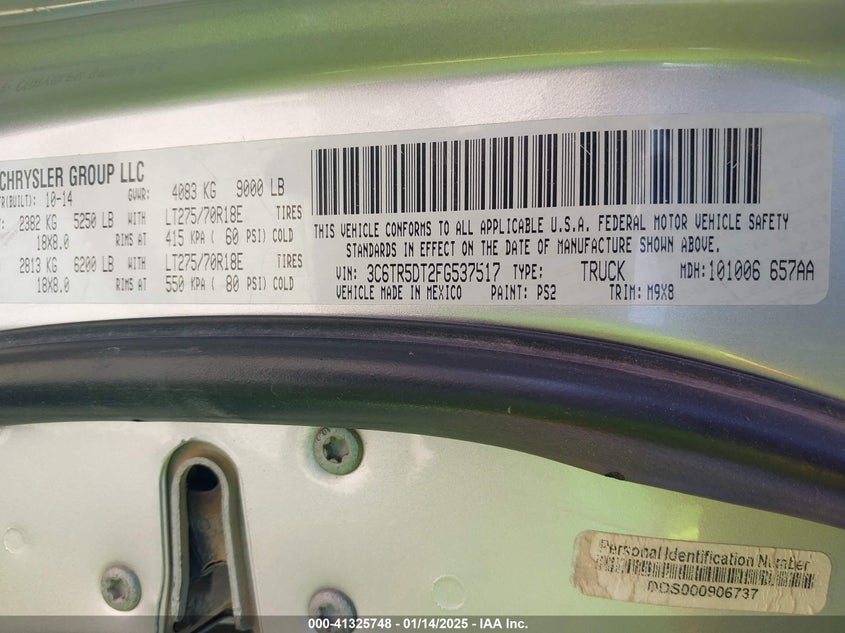 CHRYSLER GROUP LLC
(BUILT): 10-14 GVWR: 4083 KG 9000 LB
2382 KG 5250 LB WITH LT275/70R18E TIRES
18X8.0 RIMS AT 415 KPA ( 60 PSI) COLD
2813 KG 6200 LB WITH LT275/70R18E TIRES
18X8.0 RIMS AT 550 KPA ( 80 PSI) COLD
THIS VEHICLE CONFORMS TO ALL APPLICABLE U.S.A. FEDERAL MOTOR VEHICLE SAFETY
STANDARDS IN EFFECT ON THE DATE OF MANUFACTURE SHOWN ABOVE.
VIN: 3C6TR5DT2FG537517 TYPE: TRUCK MDH: 101006 657AA
VEHICLE MADE IN MEXICO PAINT: PS2 TRIM: M9X8
Personal Identification Number
DOS000906737
000-41325748 - 01/14/2025 - IAA Inc.